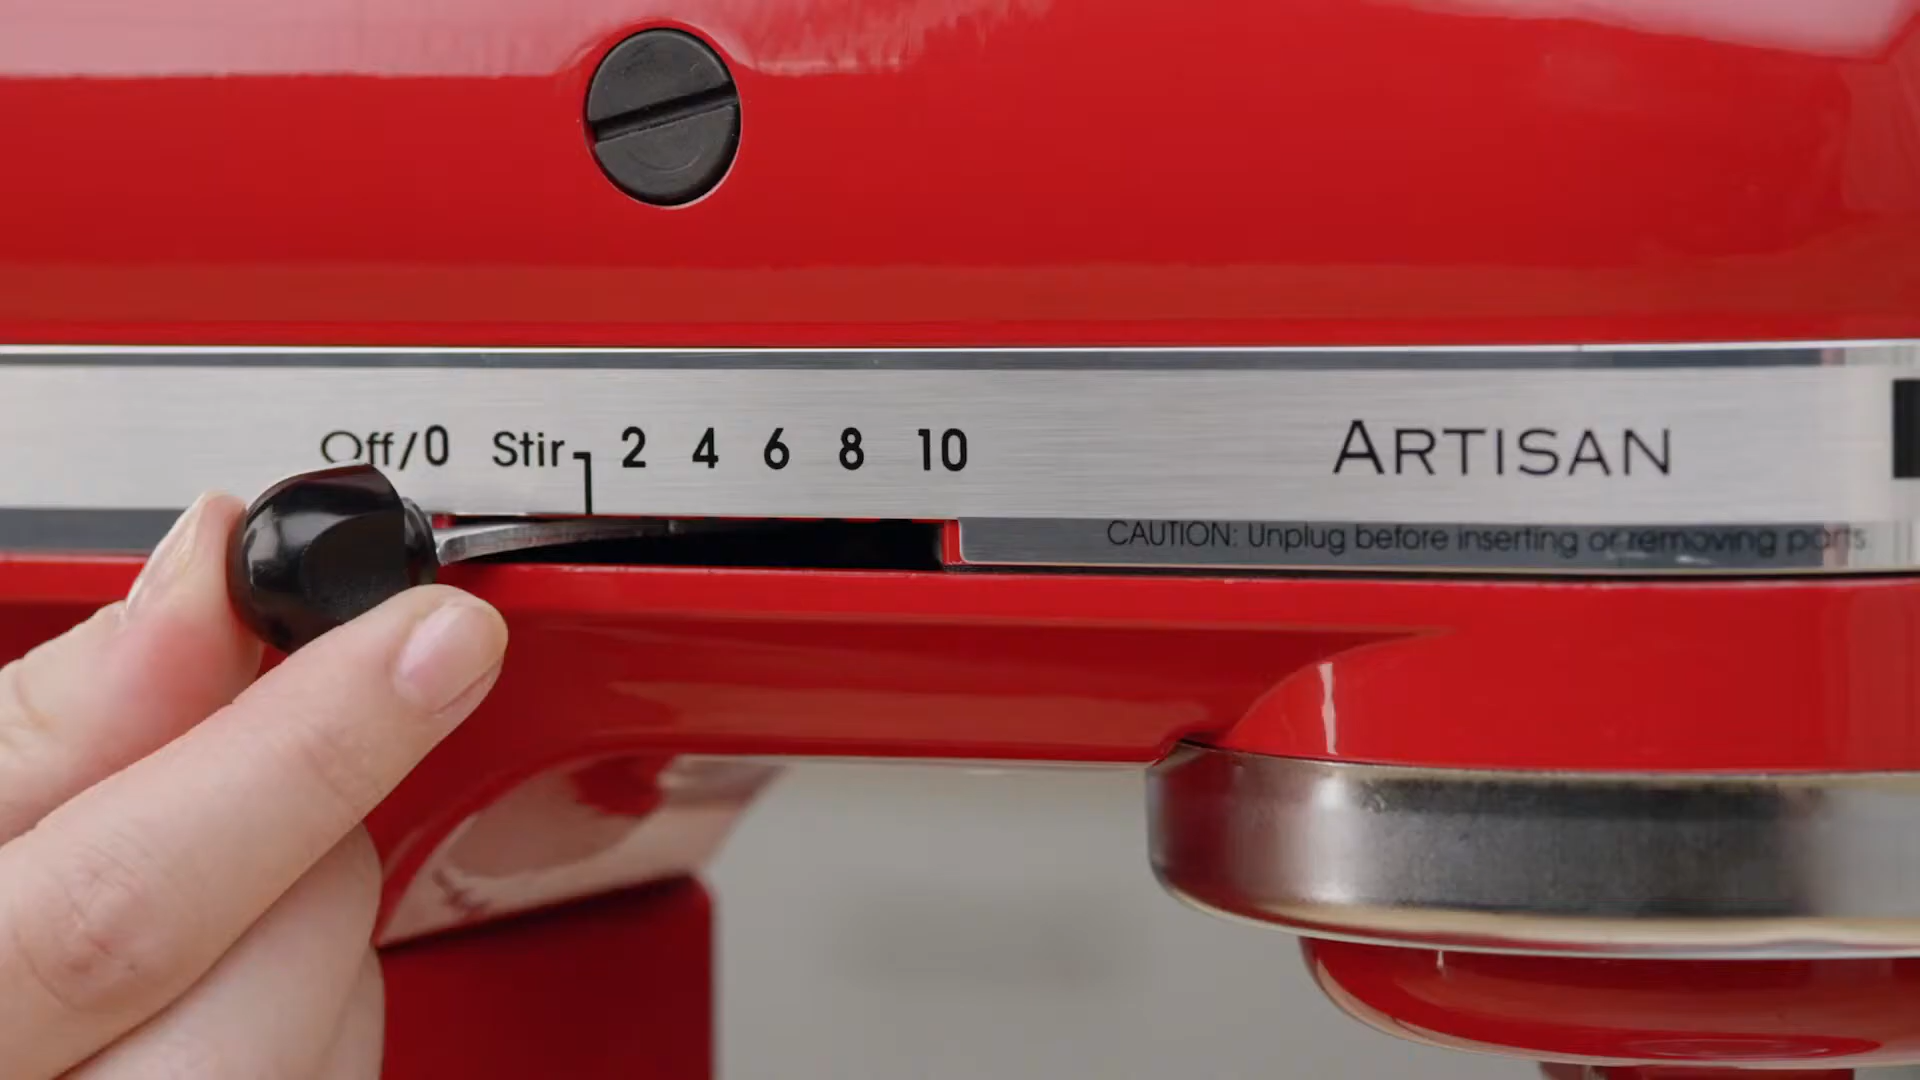 Off/0 Stir 2 4 6 8 10
ARTISAN
CAUTION: Unplug before inserting or removing parts